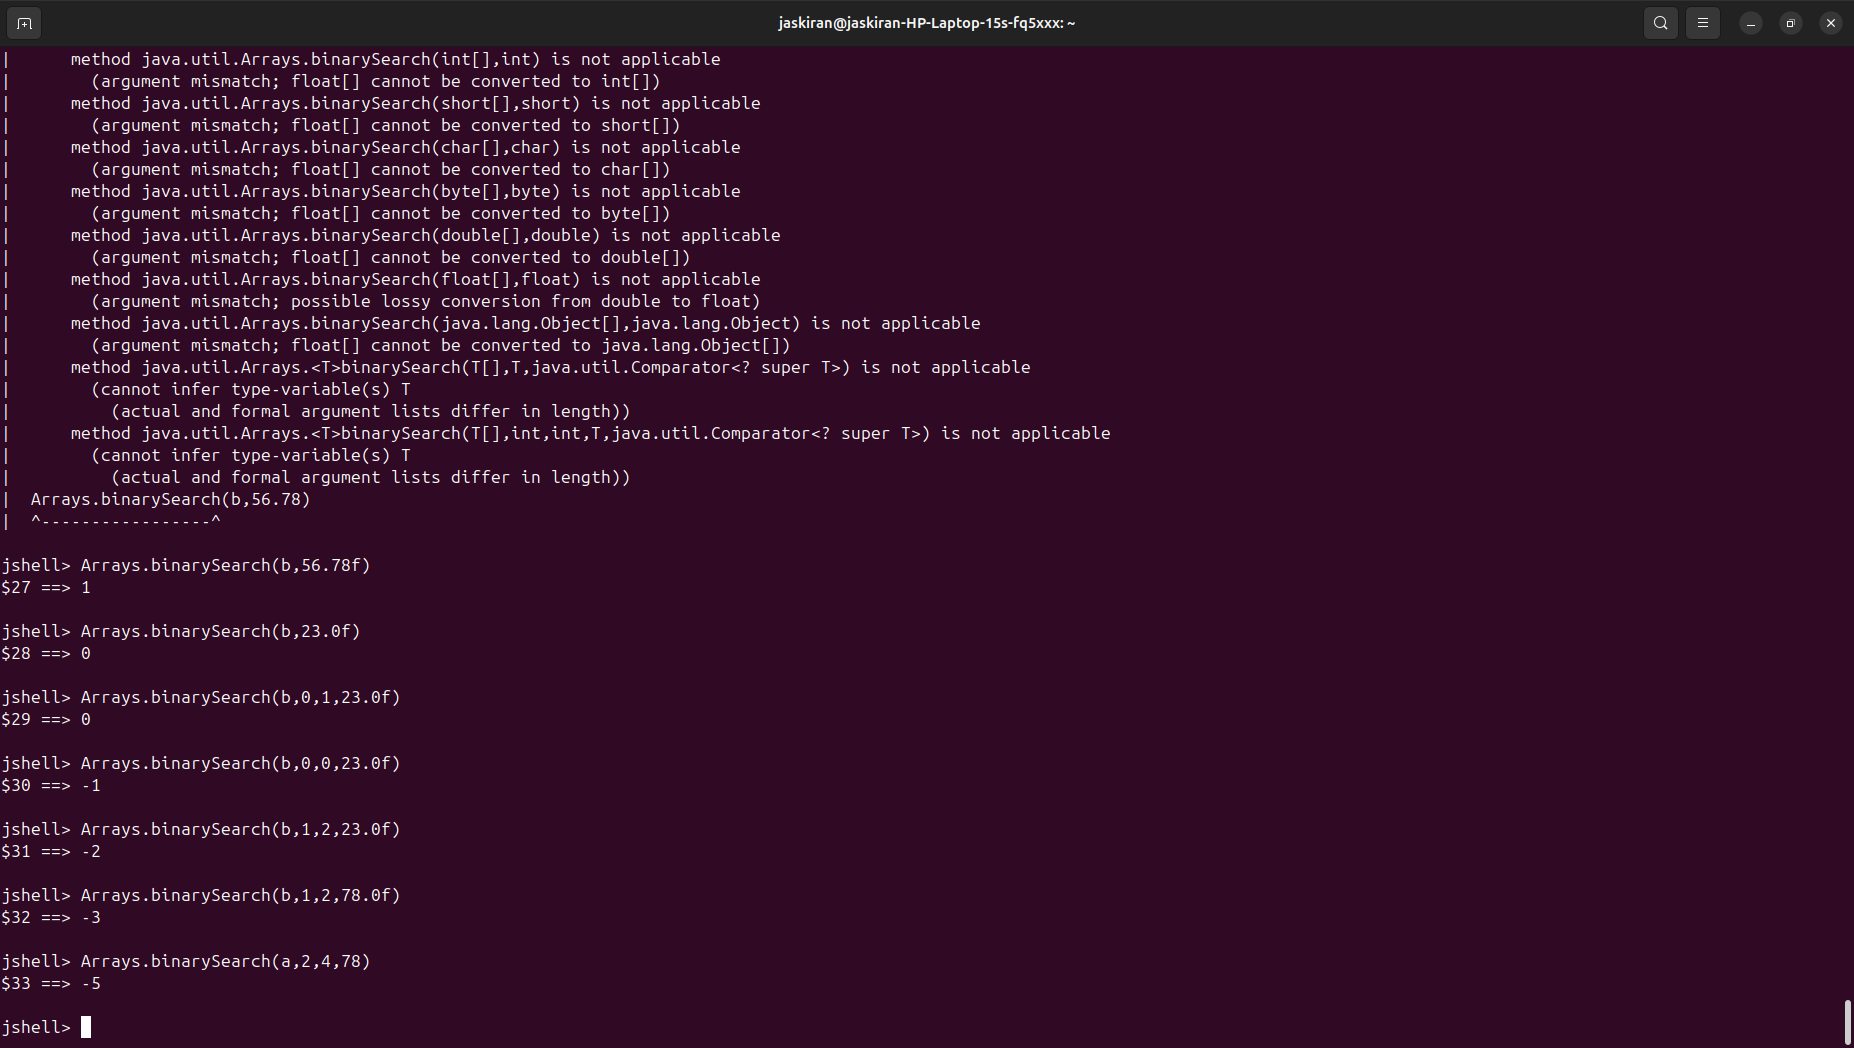 jaskiran@jaskiran-HP-Laptop-15s-fq5xxx: ~
|      method java.util.Arrays.binarySearch(int[],int) is not applicable
|        (argument mismatch; float[] cannot be converted to int[])
|      method java.util.Arrays.binarySearch(short[],short) is not applicable
|        (argument mismatch; float[] cannot be converted to short[])
|      method java.util.Arrays.binarySearch(char[],char) is not applicable
|        (argument mismatch; float[] cannot be converted to char[])
|      method java.util.Arrays.binarySearch(byte[],byte) is not applicable
|        (argument mismatch; float[] cannot be converted to byte[])
|      method java.util.Arrays.binarySearch(double[],double) is not applicable
|        (argument mismatch; float[] cannot be converted to double[])
|      method java.util.Arrays.binarySearch(float[],float) is not applicable
|        (argument mismatch; possible lossy conversion from double to float)
|      method java.util.Arrays.binarySearch(java.lang.Object[],java.lang.Object) is not applicable
|        (argument mismatch; float[] cannot be converted to java.lang.Object[])
|      method java.util.Arrays.<T>binarySearch(T[],T,java.util.Comparator<? super T>) is not applicable
|        (cannot infer type-variable(s) T
|          (actual and formal argument lists differ in length))
|      method java.util.Arrays.<T>binarySearch(T[],int,int,T,java.util.Comparator<? super T>) is not applicable
|        (cannot infer type-variable(s) T
|          (actual and formal argument lists differ in length))
|  Arrays.binarySearch(b,56.78)
|  ^-----------------^
jshell> Arrays.binarySearch(b,56.78f)
$27 ==> 1
jshell> Arrays.binarySearch(b,23.0f)
$28 ==> 0
jshell> Arrays.binarySearch(b,0,1,23.0f)
$29 ==> 0
jshell> Arrays.binarySearch(b,0,0,23.0f)
$30 ==> -1
jshell> Arrays.binarySearch(b,1,2,23.0f)
$31 ==> -2
jshell> Arrays.binarySearch(b,1,2,78.0f)
$32 ==> -3
jshell> Arrays.binarySearch(a,2,4,78)
$33 ==> -5
jshell>